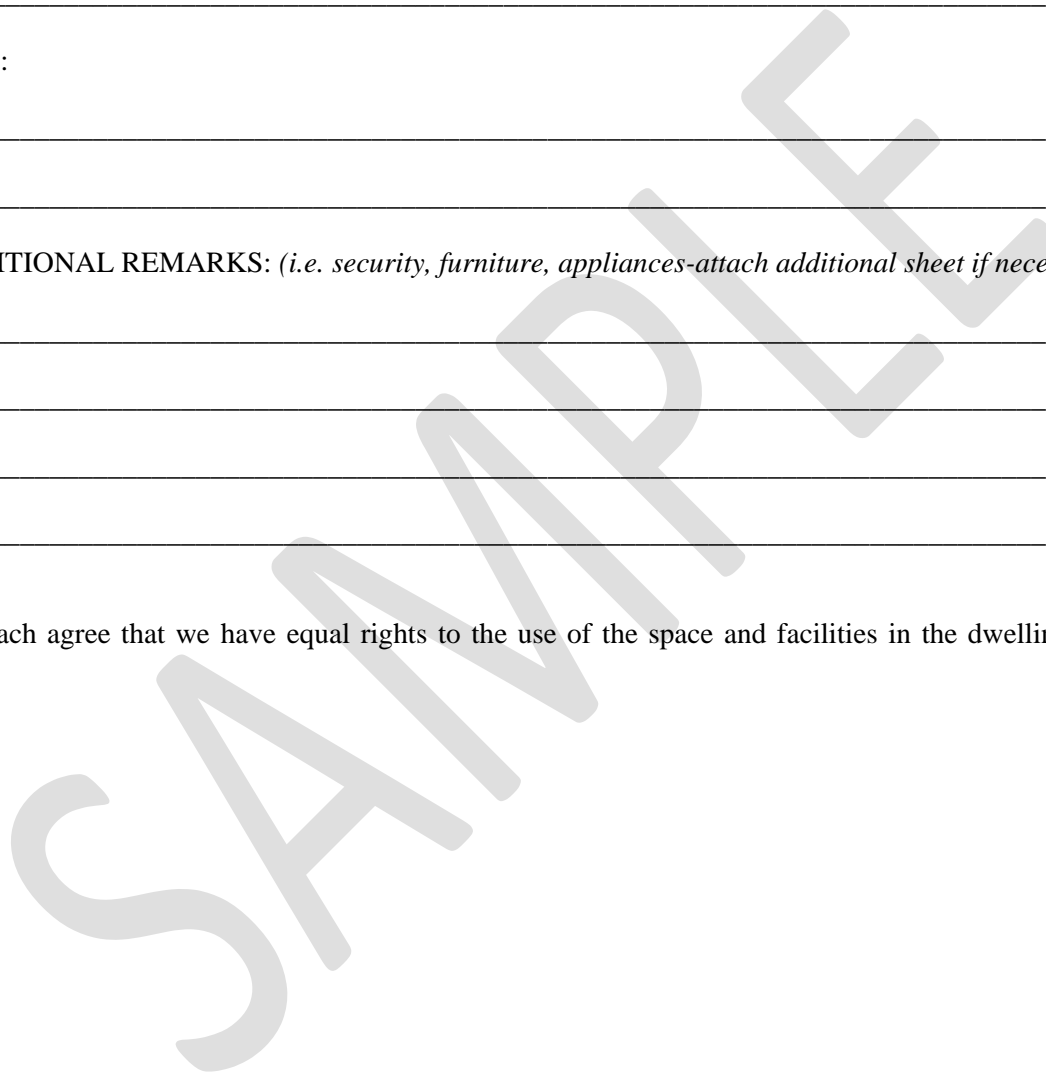 :
ITIONAL REMARKS: (i.e. security, furniture, appliances-attach additional sheet if nece
ach agree that we have equal rights to the use of the space and facilities in the dwellin
SAMPLE